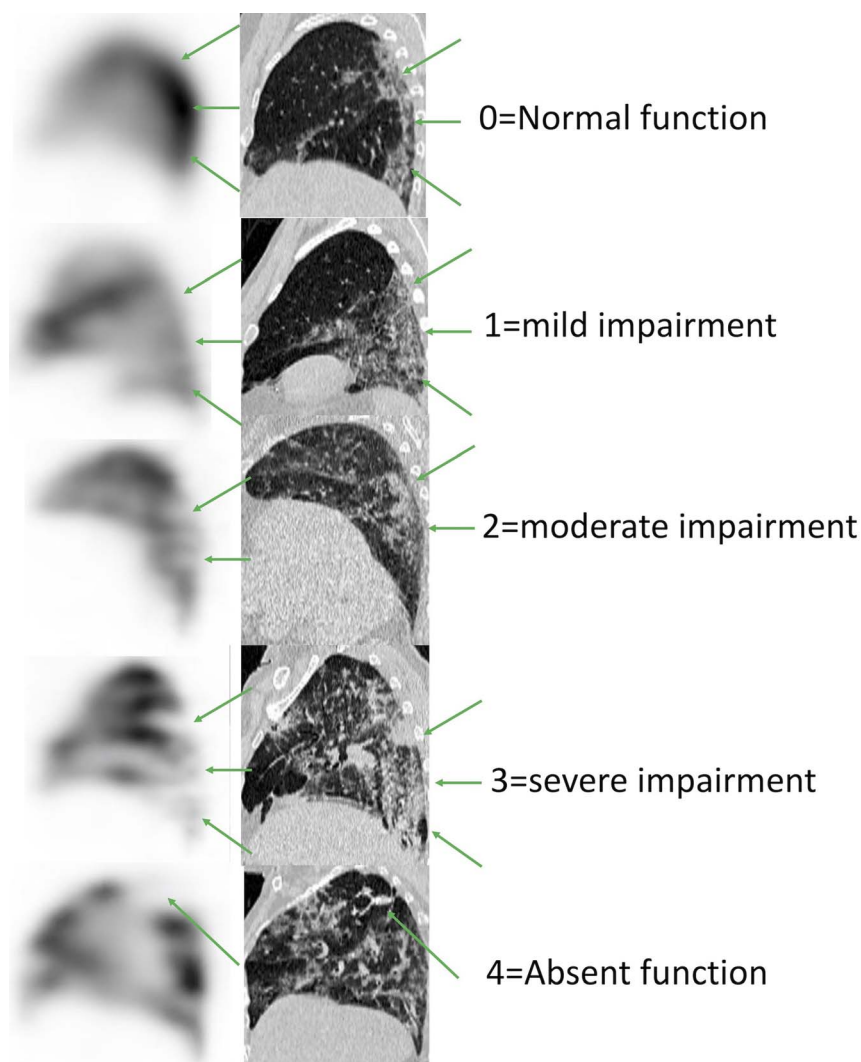 0=Normal function
1=mild impairment
2=moderate impairment
3=severe impairment
4=Absent function